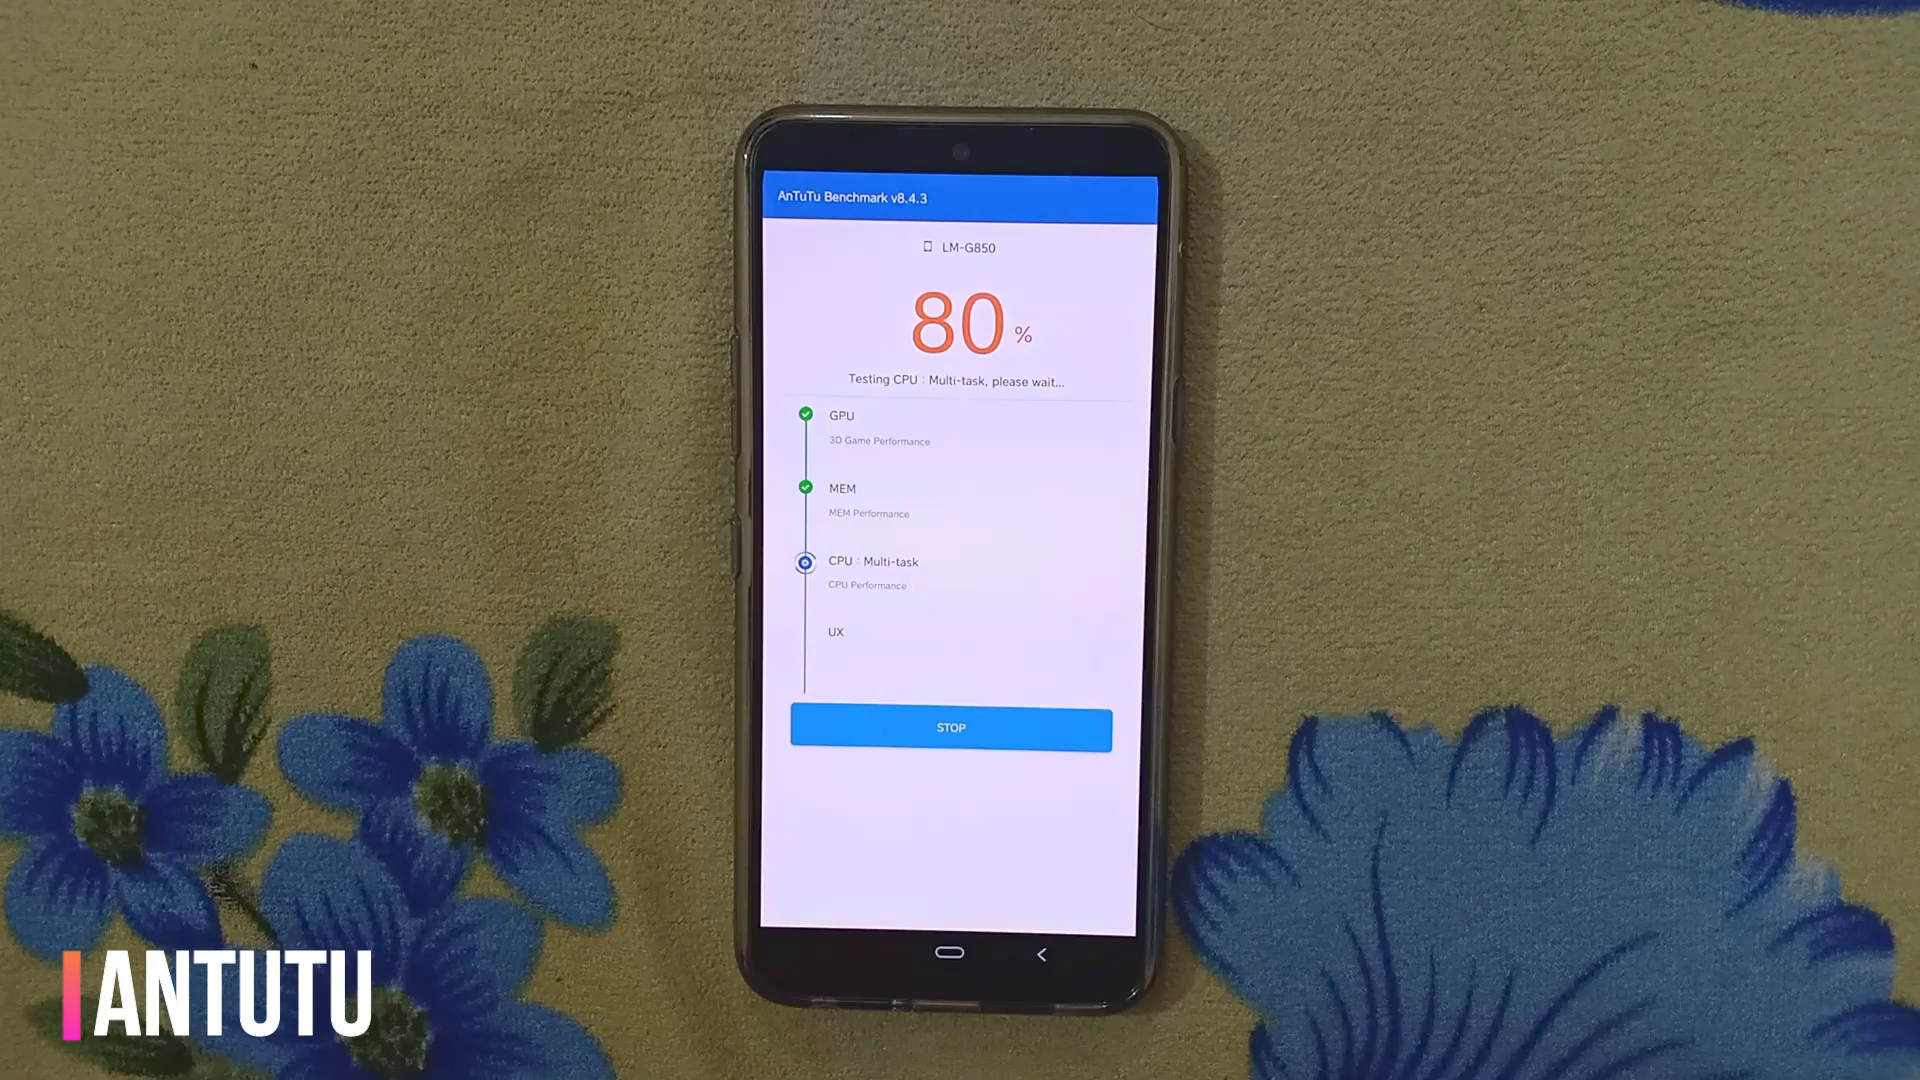 AnTuTu Benchmark v8.4.3
LM-G850
80 %
Testing CPU : Multi-task, please wait...
GPU
3D Game Performance
MEM
MEM Performance
CPU : Multi-task
CPU Performance
UX
STOP
ANTUTU